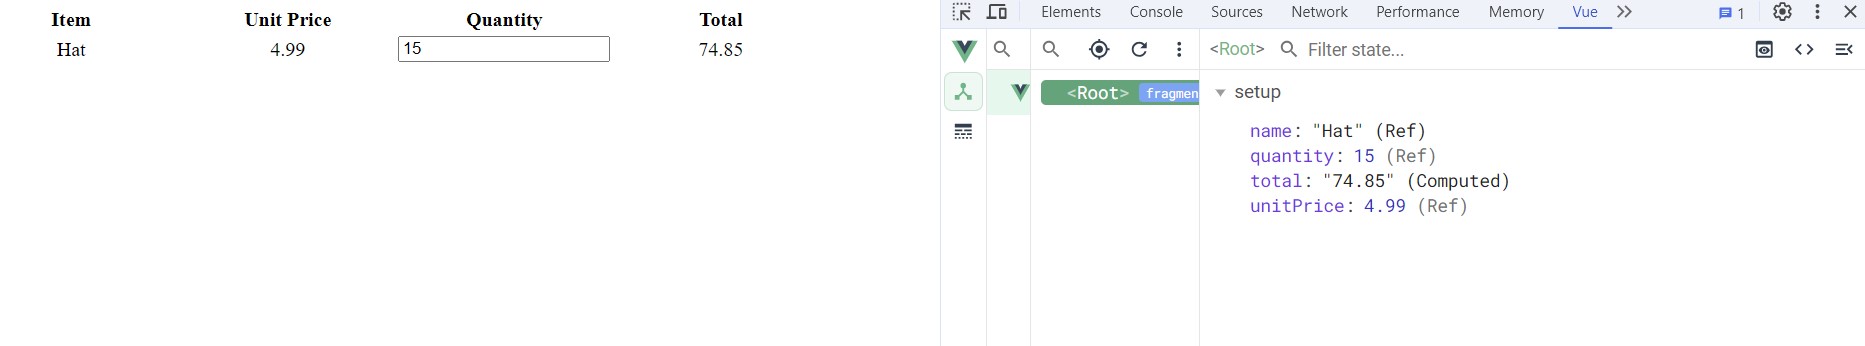 Item Unit Price Quantity Total
Hat 4.99 15 74.85
Elements Console Sources Network Performance Memory Vue 1
<Root> Filter state...
<Root> fragmen
setup
name: "Hat" (Ref)
quantity: 15 (Ref)
total: "74.85" (Computed)
unitPrice: 4.99 (Ref)